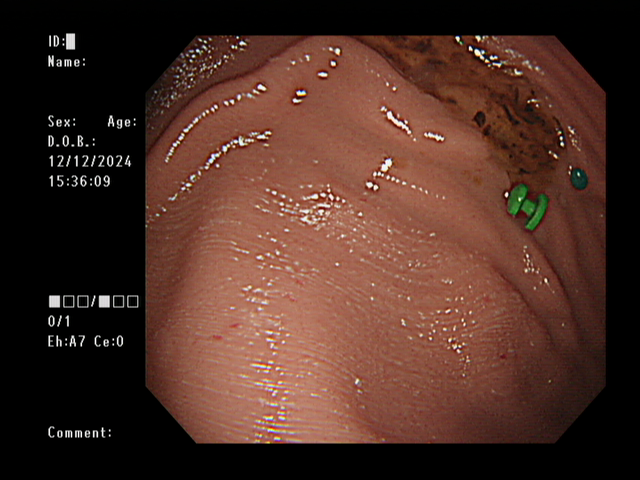 ID:
Name:
Sex: Age:
D.O.B.:
12/12/2024
15:36:09
■□□/■□□
0/1
Eh:A7 Ce:0
Comment: